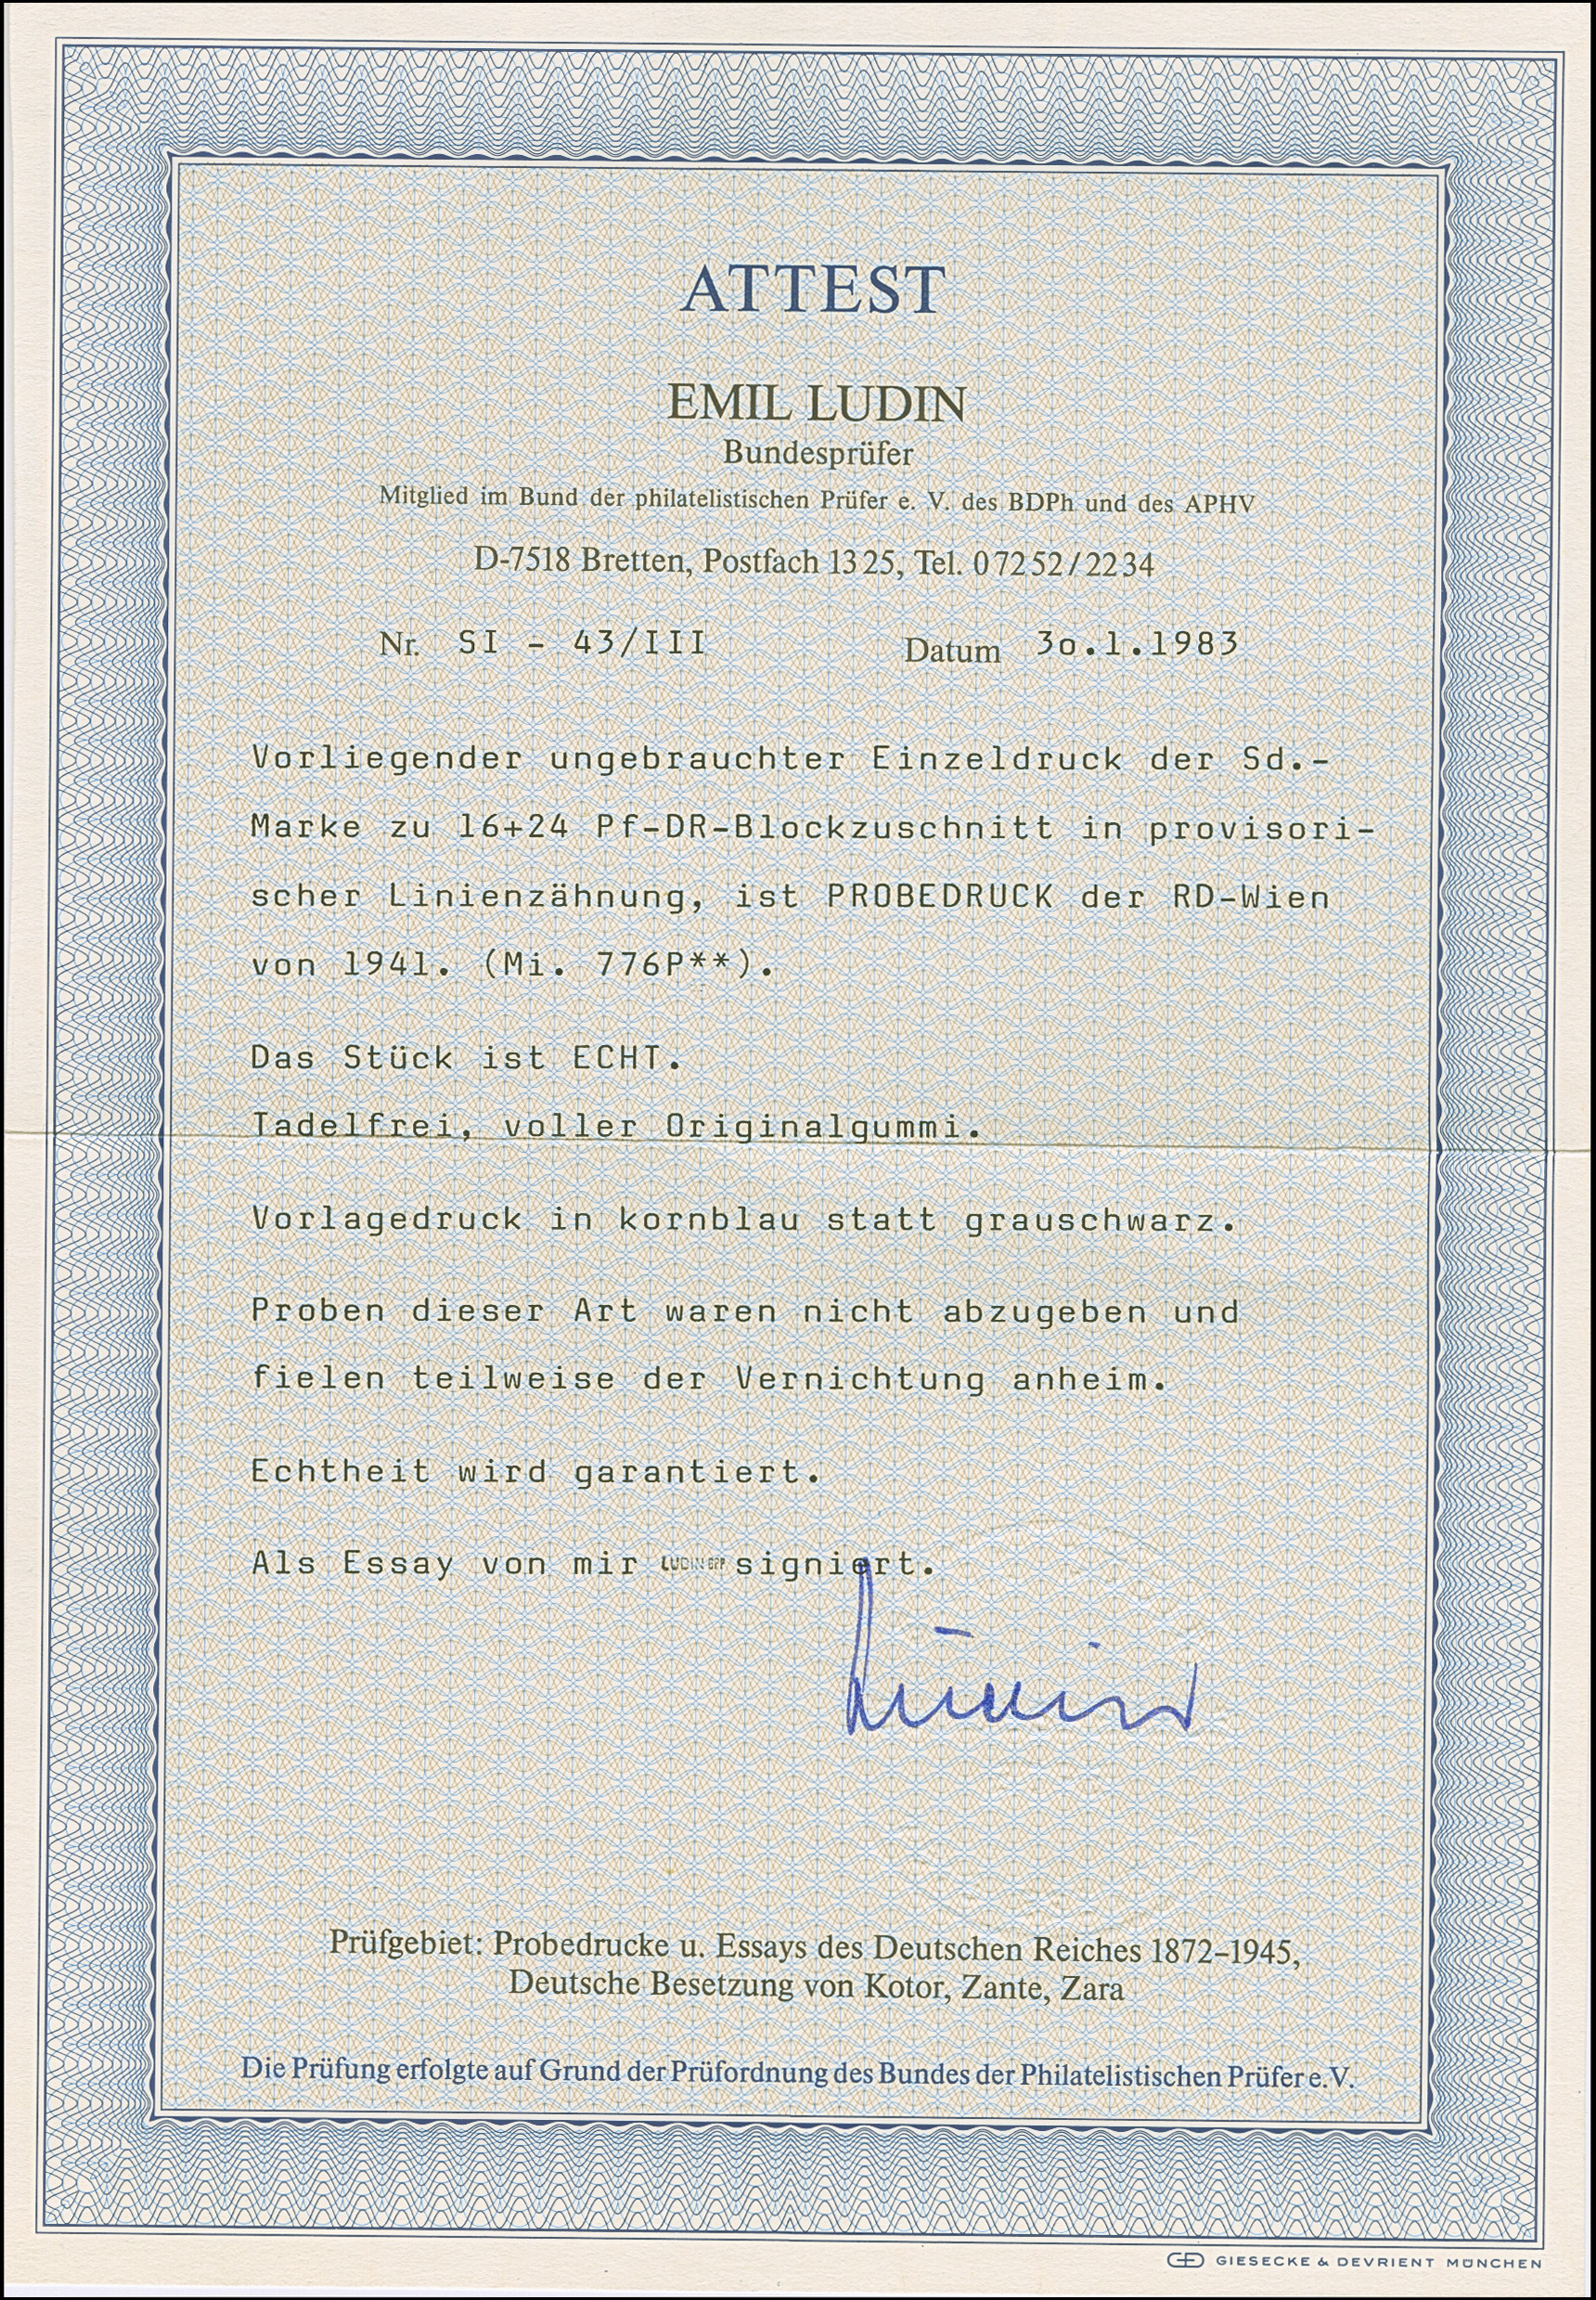 ATTEST
EMIL LUDIN
Bundesprüfer
Mitglied im Bund der philatelistischen Prüfer e. V. des BDPh und des APHV
D-7518 Bretten, Postfach 1325, Tel. 07252/2234
Nr. SI - 43/III Datum 3o.1.1983
Vorliegender ungebrauchter Einzeldruck der Sd.-
Marke zu 16+24 Pf-DR-Blockzuschnitt in provisori-
scher Linienzähnung, ist PROBEDRUCK der RD-Wien
von 1941. (Mi. 776P**).
Das Stück ist ECHT.
Tadelfrei, voller Originalgummi.
Vorlagedruck in kornblau statt grauschwarz.
Proben dieser Art waren nicht abzugeben und
fielen teilweise der Vernichtung anheim.
Echtheit wird garantiert.
Als Essay von mir LUDIN BPP signiert.
Prüfgebiet: Probedrucke u. Essays des Deutschen Reiches 1872-1945,
Deutsche Besetzung von Kotor, Zante, Zara
Die Prüfung erfolgte auf Grund der Prüfordnung des Bundes der Philatelistischen Prüfer e.V.
GD GIESECKE & DEVRIENT MÜNCHEN